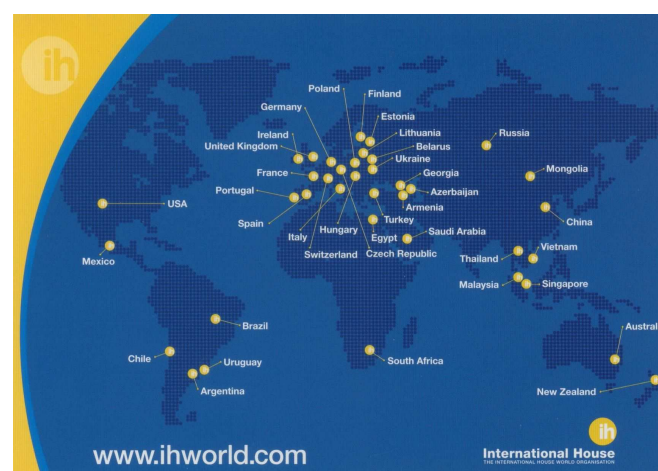 ih
Poland
Finland
Germany
Estonia
Ireland
Lithuania
Russia
United Kingdom
Belarus
Ukraine
France
Georgia
Mongolia
Portugal
Azerbaijan
USA
Armenia
China
Spain
Turkey
Italy
Hungary
Egypt
Saudi Arabia
Switzerland
Czech Republic
Thailand
Vietnam
Mexico
Malaysia
Singapore
Brazil
Austral
Chile
Uruguay
South Africa
Argentina
New Zealand
ih
www.ihworld.com
International House
THE INTERNATIONAL HOUSE WORLD ORGANISATION